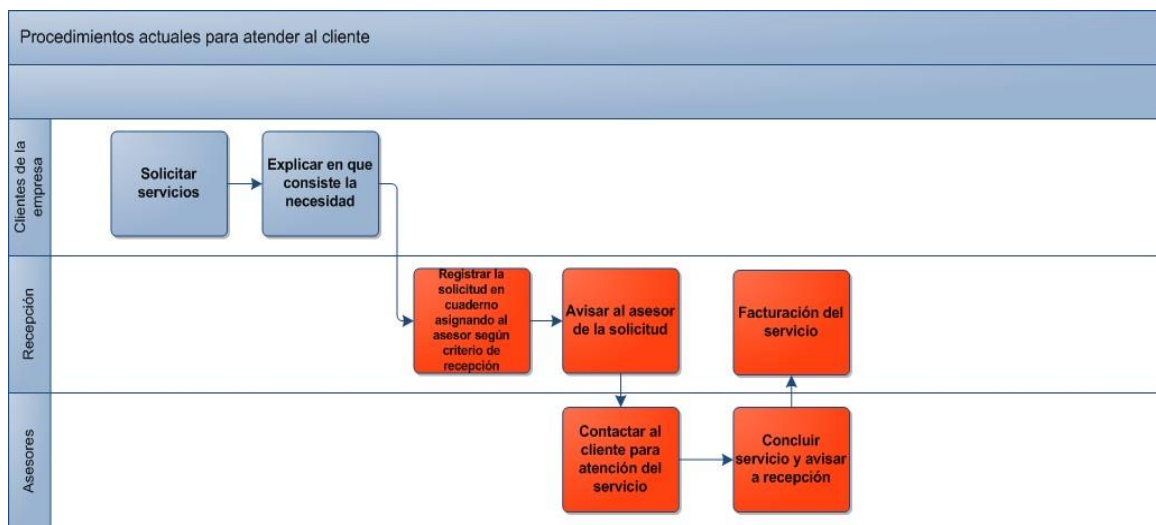 Procedimientos actuales para atender al cliente
Clientes de la
empresa
Solicitar
servicios
Explicar en que
consiste la
necesidad
Recepción
Registrar la
solicitud en
cuaderno
asignando al
asesor según
criterio de
recepción
Avisar al asesor
de la solicitud
Facturación del
servicio
Asesores
Contactar al
cliente para
atención del
servicio
Concluir
servicio y avisar
a recepción